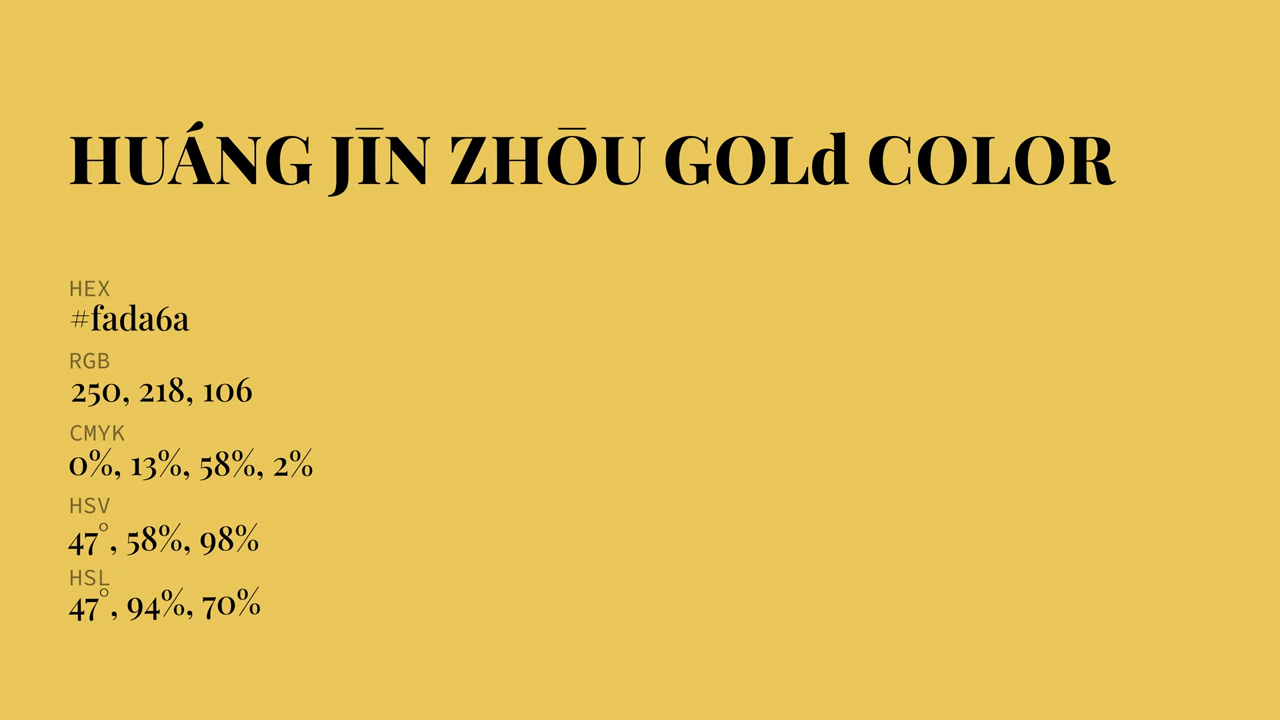 HUÁNG JĪN ZHŌU GOLd COLOR
HEX
#fada6a
RGB
250, 218, 106
CMYK
0%, 13%, 58%, 2%
HSV
47°, 58%, 98%
HSL
47°, 94%, 70%